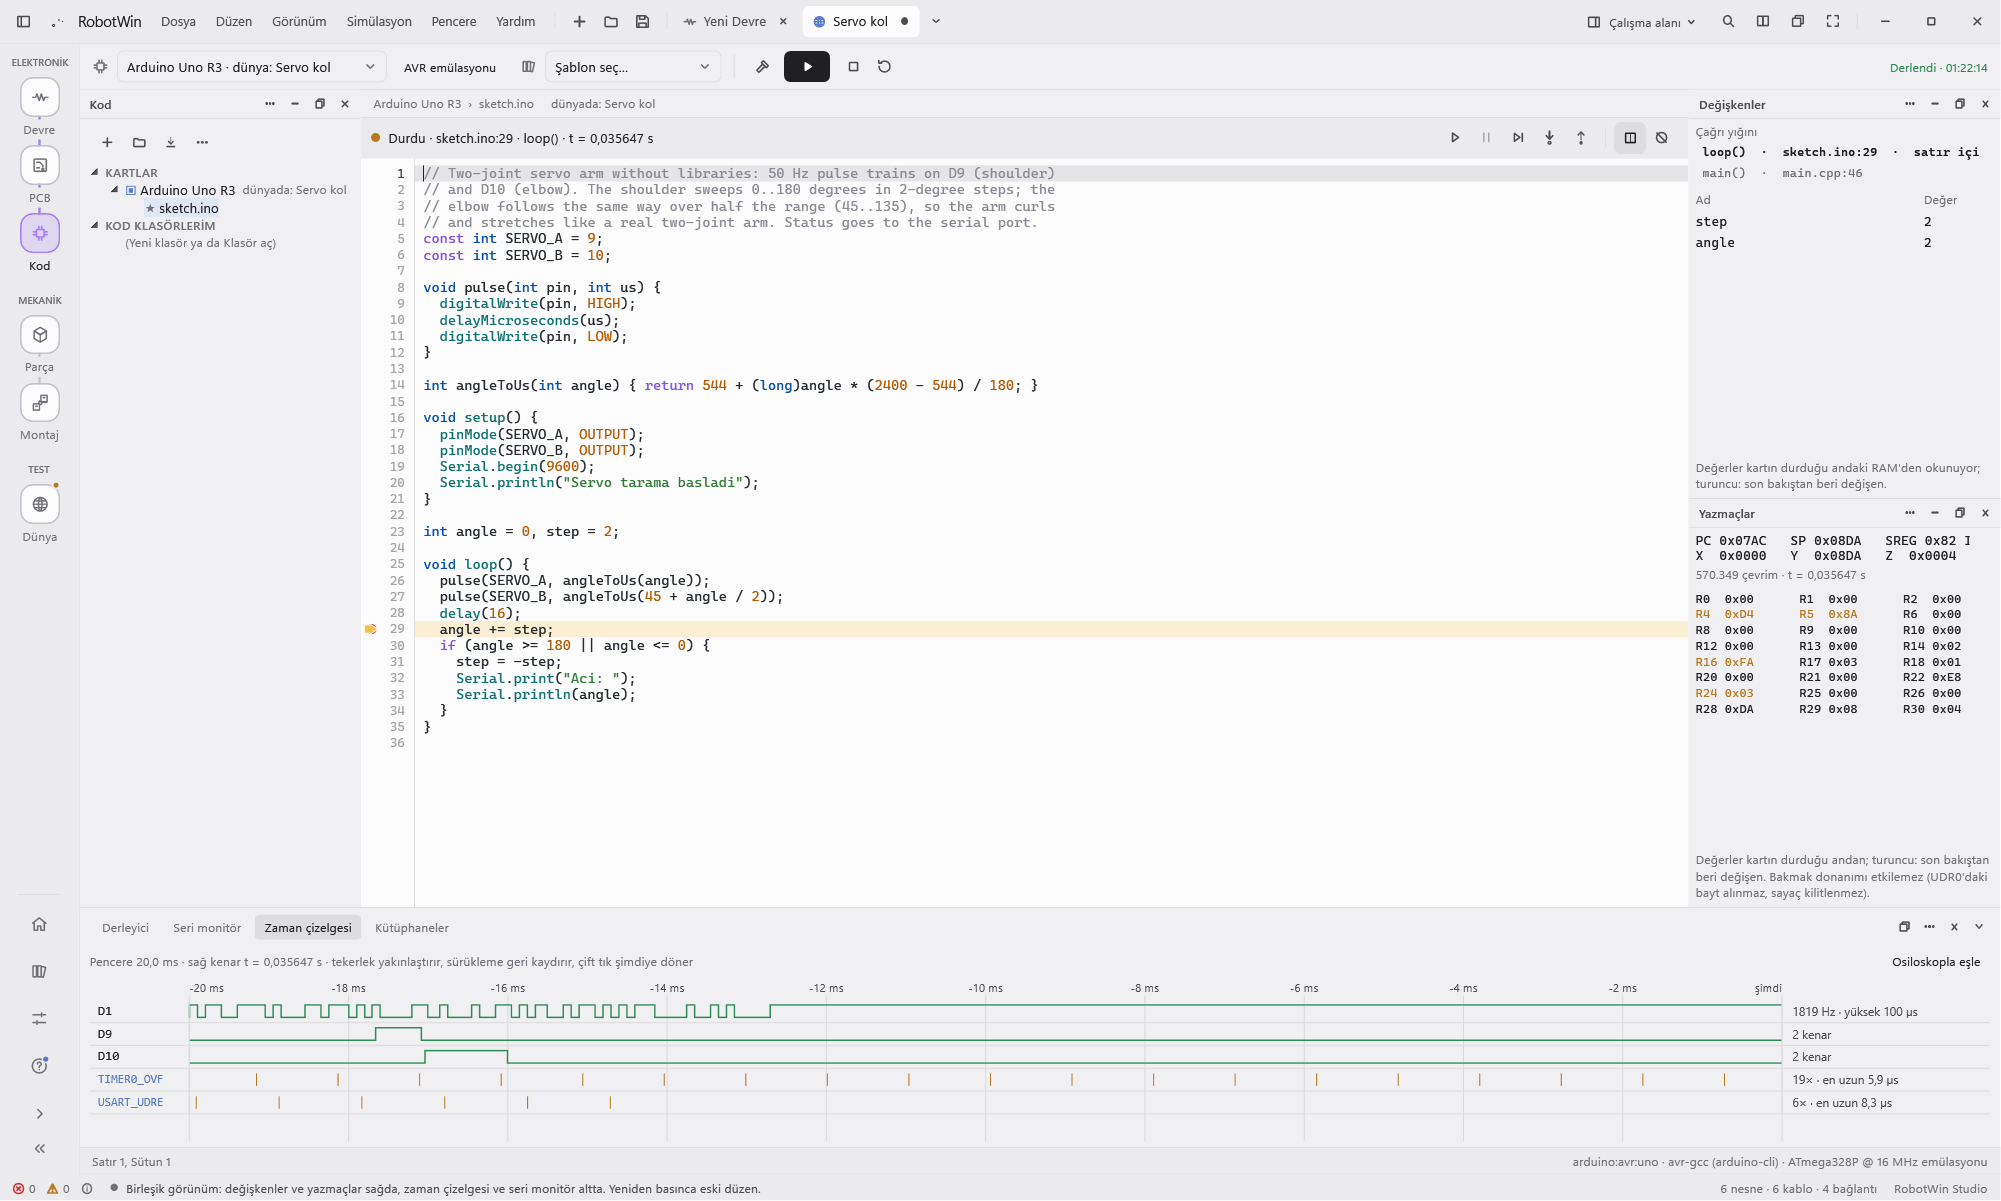 RobotWin Dosya Düzen Görünüm Simülasyon Pencere Yardım Yeni Devre Servo kol Çalışma alanı
Arduino Uno R3 · dünya: Servo kol AVR emülasyonu Şablon seç... Derlendi · 01:22:14
ELEKTRONİK
Devre
PCB
Kod
MEKANİK
Parça
Montaj
TEST
Dünya
Kod
KARTLAR
Arduino Uno R3 dünyada: Servo kol
sketch.ino
KOD KLASÖRLERİM
(Yeni klasör ya da Klasör aç)
Arduino Uno R3 › sketch.ino dünyada: Servo kol
Durdu · sketch.ino:29 · loop() · t = 0,035647 s
1 // Two-joint servo arm without libraries: 50 Hz pulse trains on D9 (shoulder)
2 // and D10 (elbow). The shoulder sweeps 0..180 degrees in 2-degree steps; the
3 // elbow follows the same way over half the range (45..135), so the arm curls
4 // and stretches like a real two-joint arm. Status goes to the serial port.
5 const int SERVO_A = 9;
6 const int SERVO_B = 10;
7
8 void pulse(int pin, int us) {
9 digitalWrite(pin, HIGH);
10 delayMicroseconds(us);
11 digitalWrite(pin, LOW);
12 }
13
14 int angleToUs(int angle) { return 544 + (long)angle * (2400 - 544) / 180; }
15
16 void setup() {
17 pinMode(SERVO_A, OUTPUT);
18 pinMode(SERVO_B, OUTPUT);
19 Serial.begin(9600);
20 Serial.println("Servo tarama basladi");
21 }
22
23 int angle = 0, step = 2;
24
25 void loop() {
26 pulse(SERVO_A, angleToUs(angle));
27 pulse(SERVO_B, angleToUs(45 + angle / 2));
28 delay(16);
29 angle += step;
30 if (angle >= 180 || angle <= 0) {
31 step = -step;
32 Serial.print("Aci: ");
33 Serial.println(angle);
34 }
35 }
36
Değişkenler
Çağrı yığını
loop() · sketch.ino:29 · satır içi
main() · main.cpp:46
Ad Değer
step 2
angle 2
Değerler kartın durduğu andaki RAM'den okunuyor;
turuncu: son bakıştan beri değişen.
Yazmaçlar
PC 0x07AC SP 0x08DA SREG 0x82 I
X 0x0000 Y 0x08DA Z 0x0004
570.349 çevrim · t = 0,035647 s
R0 0x00 R1 0x00 R2 0x00
R4 0xD4 R5 0x8A R6 0x00
R8 0x00 R9 0x00 R10 0x00
R12 0x00 R13 0x00 R14 0x02
R16 0xFA R17 0x03 R18 0x01
R20 0x00 R21 0x00 R22 0xE8
R24 0x03 R25 0x00 R26 0x00
R28 0xDA R29 0x08 R30 0x04
Değerler kartın durduğu andan; turuncu: son bakıştan
beri değişen. Bakmak donanımı etkilemez (UDR0'daki
bayt alınmaz, sayaç kilitlenmez).
Derleyici Seri monitör Zaman çizelgesi Kütüphaneler
Pencere 20,0 ms · sağ kenar t = 0,035647 s · tekerlek yakınlaştırır, sürükleme geri kaydırır, çift tık şimdiye döner Osiloskopla eşle
-20 ms -18 ms -16 ms -14 ms -12 ms -10 ms -8 ms -6 ms -4 ms -2 ms şimdi
D1 1819 Hz · yüksek 100 µs
D9 2 kenar
D10 2 kenar
TIMER0_OVF 19× · en uzun 5,9 µs
USART_UDRE 6× · en uzun 8,3 µs
Satır 1, Sütun 1 arduino:avr:uno · avr-gcc (arduino-cli) · ATmega328P @ 16 MHz emülasyonu
0 0 Birleşik görünüm: değişkenler ve yazmaçlar sağda, zaman çizelgesi ve seri monitör altta. Yeniden basınca eski düzen. 6 nesne · 6 kablo · 4 bağlantı RobotWin Studio